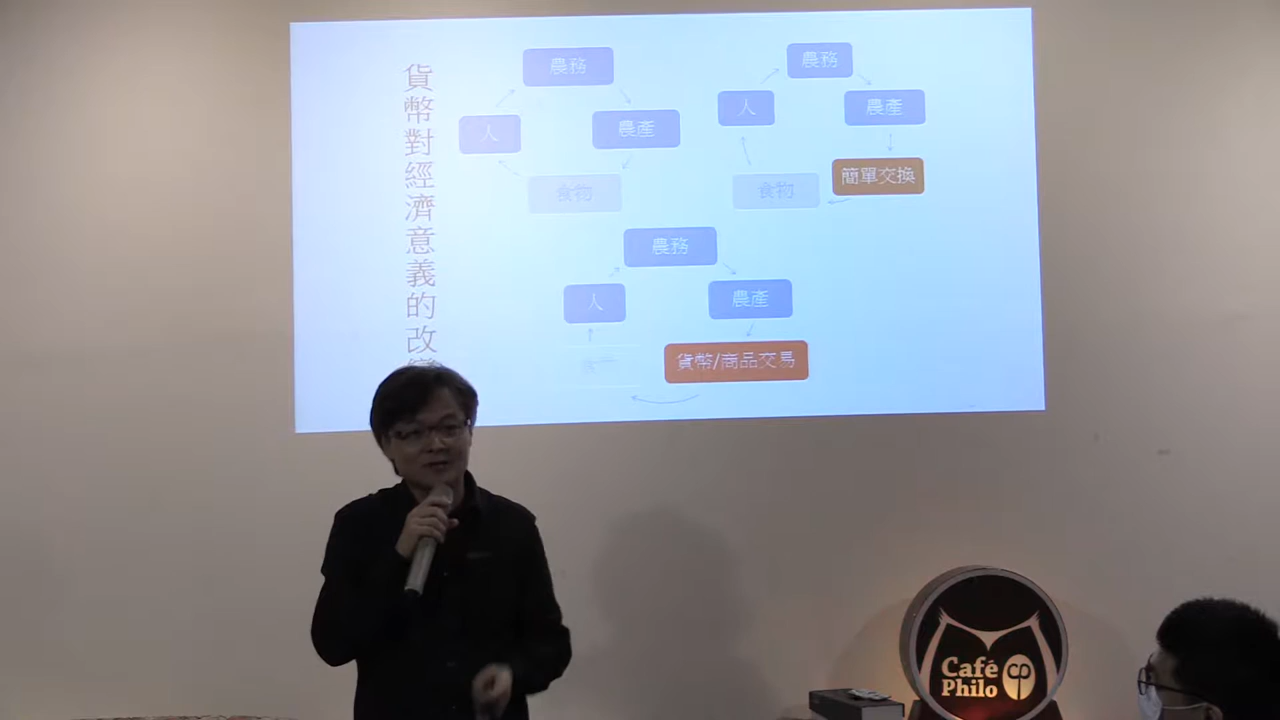 貨幣對經濟意義的改
農務
人
農產
食物
農務
人
農產
簡單交換
食物
農務
人
農產
貨幣/商品交易
Café
Philo